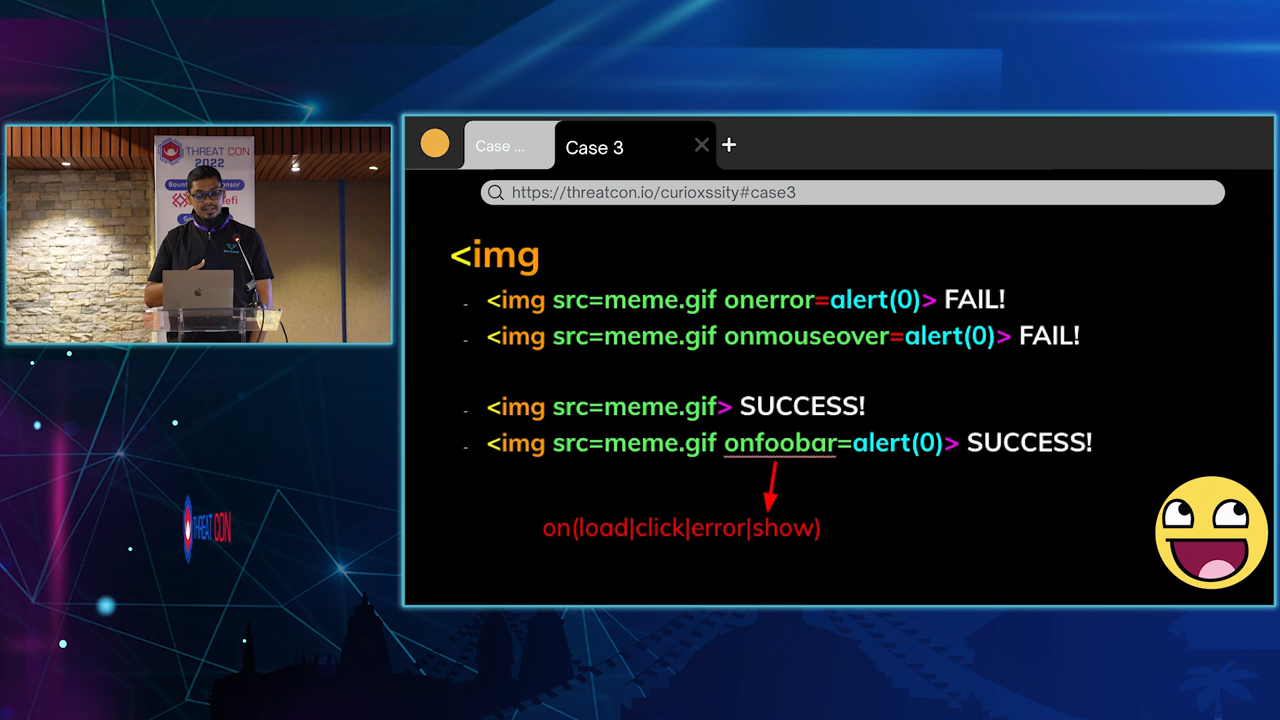 THREAT CON
2022
Case ...
Case 3
https://threatcon.io/curioxssity#case3
<img
- <img src=meme.gif onerror=alert(0)> FAIL!
- <img src=meme.gif onmouseover=alert(0)> FAIL!
- <img src=meme.gif> SUCCESS!
- <img src=meme.gif onfoobar=alert(0)> SUCCESS!
on(load|click|error|show)
THREAT CON